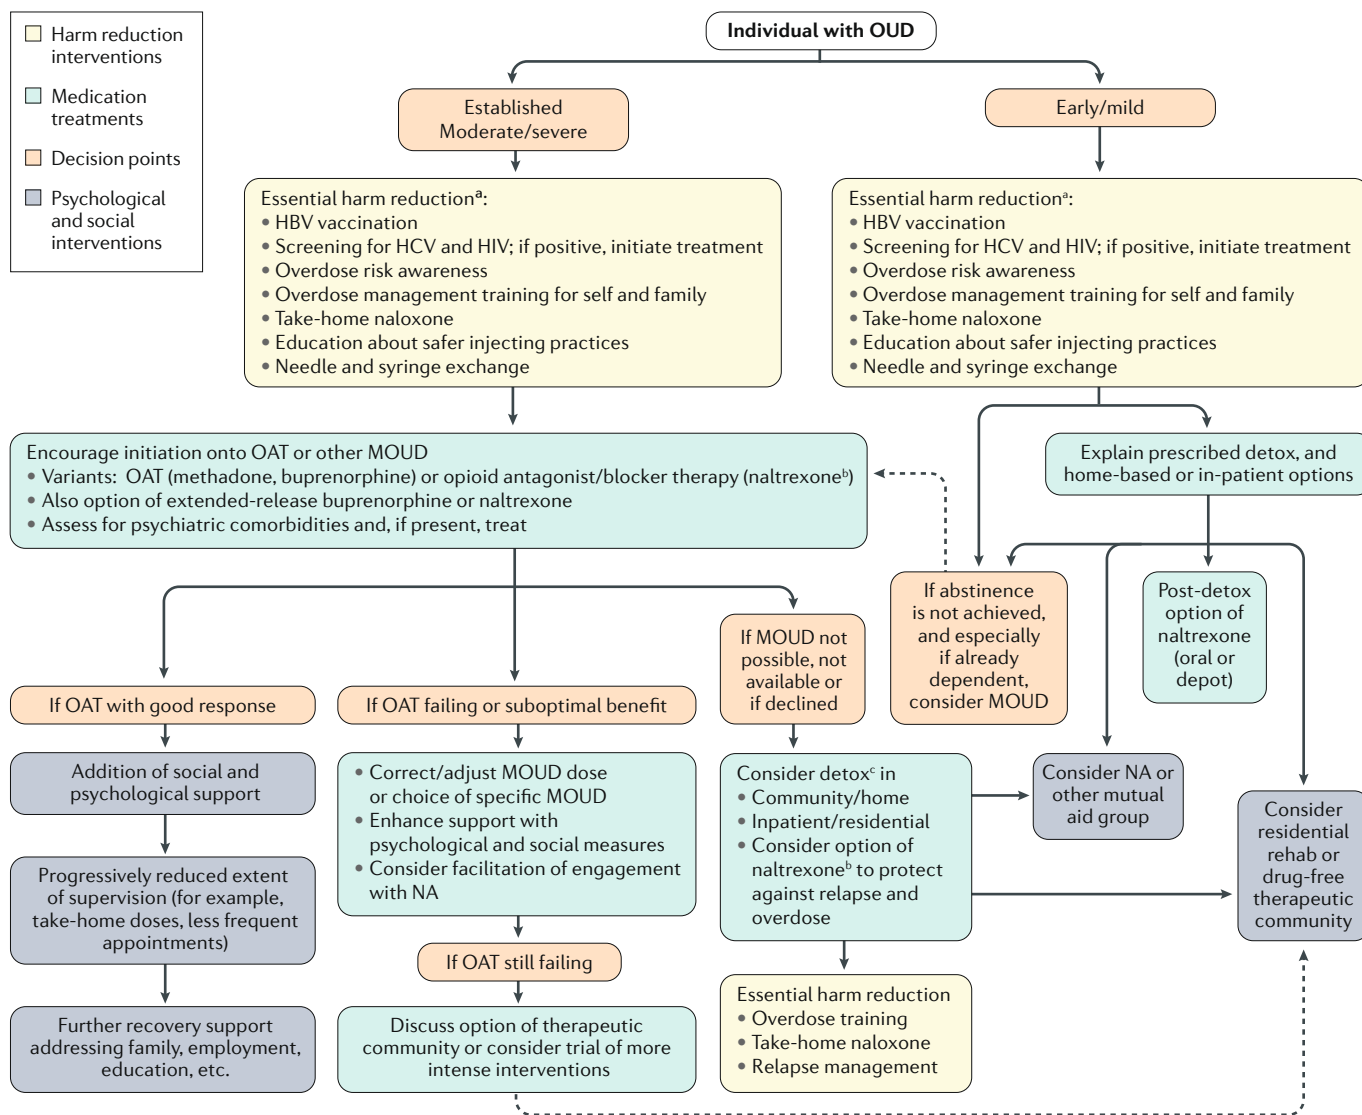 Harm reduction
interventions
Medication
treatments
Decision points
Psychological
and social
interventions
Individual with OUD
Established
Moderate/severe
Early/mild
Essential harm reductionᵃ:
• HBV vaccination
• Screening for HCV and HIV; if positive, initiate treatment
• Overdose risk awareness
• Overdose management training for self and family
• Take-home naloxone
• Education about safer injecting practices
• Needle and syringe exchange
Essential harm reductionᵃ:
• HBV vaccination
• Screening for HCV and HIV; if positive, initiate treatment
• Overdose risk awareness
• Overdose management training for self and family
• Take-home naloxone
• Education about safer injecting practices
• Needle and syringe exchange
Encourage initiation onto OAT or other MOUD
• Variants: OAT (methadone, buprenorphine) or opioid antagonist/blocker therapy (naltrexoneᵇ)
• Also option of extended-release buprenorphine or naltrexone
• Assess for psychiatric comorbidities and, if present, treat
Explain prescribed detox, and
home-based or in-patient options
If abstinence
is not achieved,
and especially
if already
dependent,
consider MOUD
Post-detox
option of
naltrexone
(oral or
depot)
If MOUD not
possible, not
available or
if declined
If OAT with good response
If OAT failing or suboptimal benefit
Addition of social and
psychological support
• Correct/adjust MOUD dose
or choice of specific MOUD
• Enhance support with
psychological and social measures
• Consider facilitation of engagement
with NA
Consider detoxᶜ in
• Community/home
• Inpatient/residential
• Consider option of
naltrexoneᵇ to protect
against relapse and
overdose
Consider NA or
other mutual
aid group
Consider
residential
rehab or
drug-free
therapeutic
community
Progressively reduced extent
of supervision (for example,
take-home doses, less frequent
appointments)
If OAT still failing
Further recovery support
addressing family, employment,
education, etc.
Discuss option of therapeutic
community or consider trial of more
intense interventions
Essential harm reduction
• Overdose training
• Take-home naloxone
• Relapse management